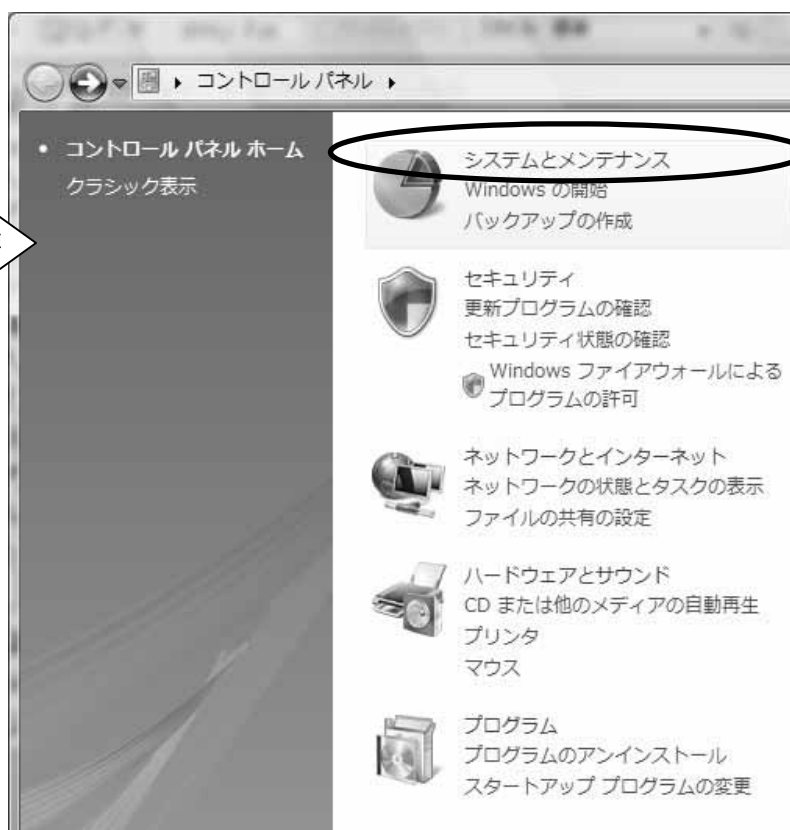 コントロール パネル
コントロール パネル ホーム
クラシック表示
システムとメンテナンス
Windows の開始
バックアップの作成
セキュリティ
更新プログラムの確認
セキュリティ状態の確認
Windows ファイアウォールによる
プログラムの許可
ネットワークとインターネット
ネットワークの状態とタスクの表示
ファイルの共有の設定
ハードウェアとサウンド
CD または他のメディアの自動再生
プリンタ
マウス
プログラム
プログラムのアンインストール
スタートアップ プログラムの変更